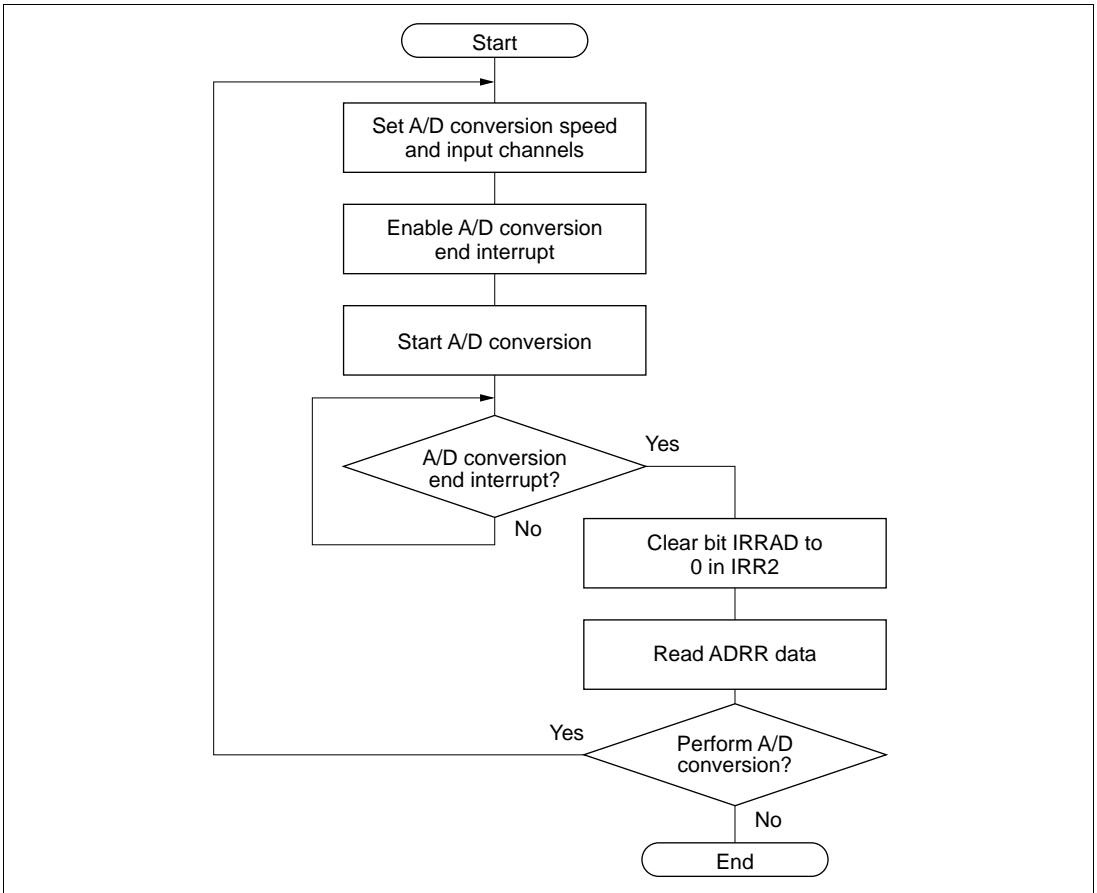 Start
Set A/D conversion speed
and input channels
Enable A/D conversion
end interrupt
Start A/D conversion
A/D conversion
end interrupt?
Yes
No
Clear bit IRRAD to
0 in IRR2
Read ADRR data
Perform A/D
conversion?
Yes
No
End